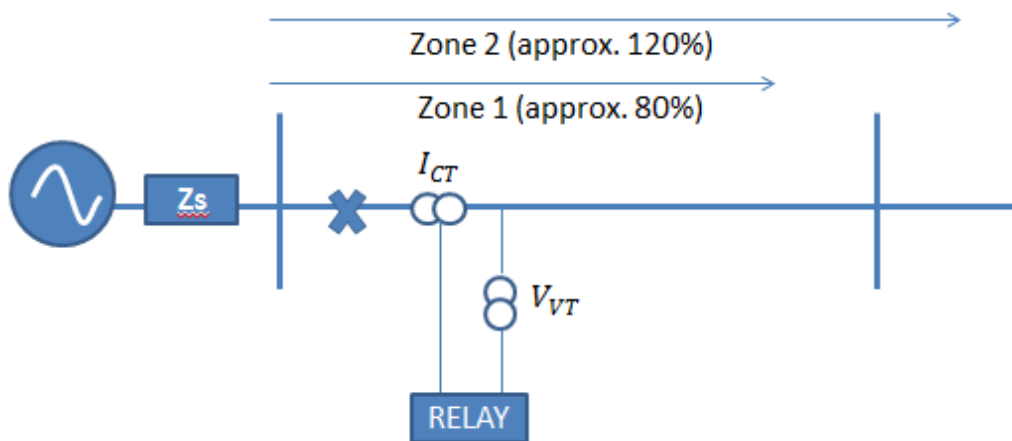 Zone 2 (approx. 120%)
Zone 1 (approx. 80%)
I_CT
Zs
V_VT
RELAY